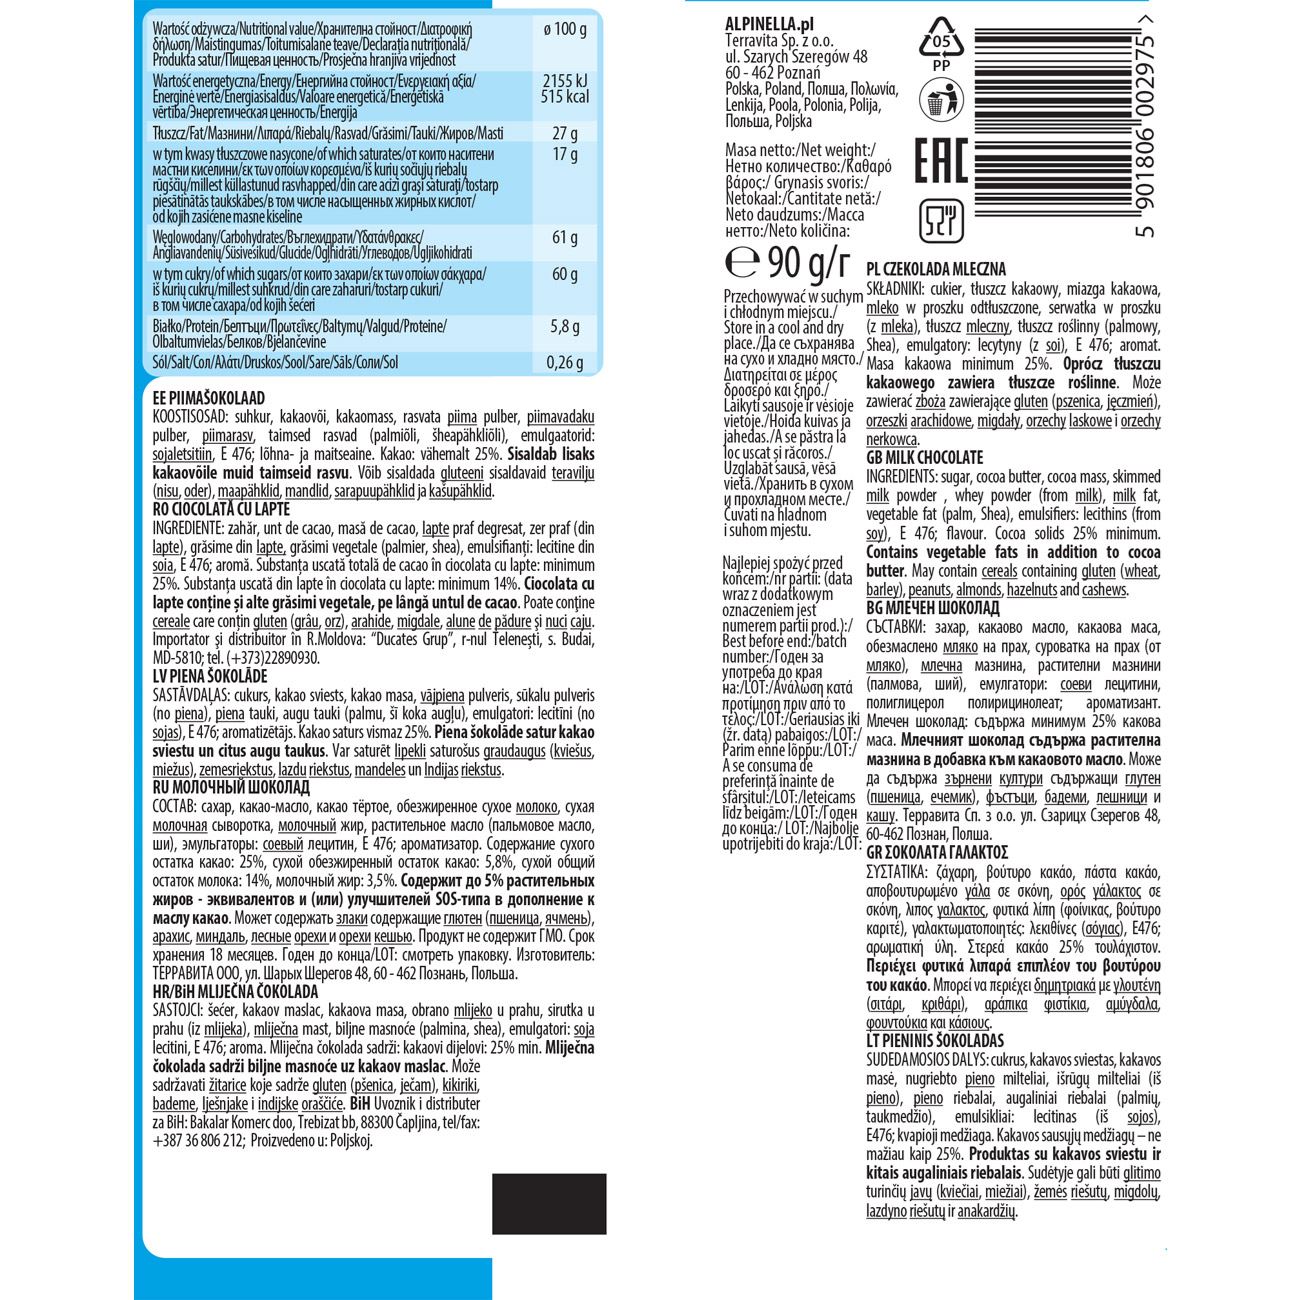 Wartość odżywcza/Nutritional value/Хранителна стойност/Διατροφική
δήλωση/Maistingumas/Toitumisalane teave/Declarația nutrițională/
Produkta satur/Пищевая ценность/Prosječna hranjiva vrijednost
ø 100 g
Wartość energetyczna/Energy/Енергийна стойност/Ενεργειακή αξία/
Energinė vertė/Energiasisaldus/Valoare energetică/Enerģētiskā
vērtība/Энергетическая ценность/Energija
2155 kJ
515 kcal
Tłuszcz/Fat/Мазнини/Λιπαρά/Riebalų/Rasvad/Grăsimi/Tauki/Жиров/Masti
27 g
w tym kwasy tłuszczowe nasycone/of which saturates/от които наситени
мастни киселини/εκ των οποίων κορεσμένα/iš kurių sočiųjų riebalų
rūgščių/millest küllastunud rasvhapped/din care acizi grași saturați/tostarp
piesātinātās taukskābes/в том числе насыщенных жирных кислот/
od kojih zasićene masne kiseline
17 g
Węglowodany/Carbohydrates/Въглехидрати/Υδατάνθρακες/
Angliavandenių/Süsivesikud/Glucide/Ogļhidrāti/Углеводов/Ugljikohidrati
61 g
w tym cukry/of which sugars/от които захари/εκ των οποίων σάκχαρα/
iš kurių cukrų/millest suhkrud/din care zaharuri/tostarp cukuri/
в том числе сахара/od kojih šećeri
60 g
Białko/Protein/Белтъци/Πρωτεΐνες/Baltymų/Valgud/Proteine/
Olbaltumvielas/Белков/Bjelančevine
5,8 g
Sól/Salt/Сол/Αλάτι/Druskos/Sool/Sare/Sāls/Соли/Sol
0,26 g
EE PIIMAŠOKOLAAD
KOOSTISOSAD: suhkur, kakaovõi, kakaomass, rasvata piima pulber, piimavadaku
pulber, piimarasv, taimsed rasvad (palmiõli, šheapähkliõli), emulgaatorid:
sojaletsitiin, E 476; lõhna- ja maitseaine. Kakao: vähemalt 25%. Sisaldab lisaks
kakaovõile muid taimseid rasvu. Võib sisaldada gluteeni sisaldavaid teravilju
(nisu, oder), maapähklid, mandlid, sarapuupähklid ja kašupähklid.
RO CIOCOLATĂ CU LAPTE
INGREDIENTE: zahăr, unt de cacao, masă de cacao, lapte praf degresat, zer praf (din
lapte), grăsime din lapte, grăsimi vegetale (palmier, shea), emulsifianți: lecitine din
soia, E 476; aromă. Substanța uscată totală de cacao în ciocolata cu lapte: minimum
25%. Substanța uscată din lapte în ciocolata cu lapte: minimum 14%. Ciocolata cu
lapte conține și alte grăsimi vegetale, pe lângă untul de cacao. Poate conține
cereale care conțin gluten (grâu, orz), arahide, migdale, alune de pădure și nuci caju.
Importator și distribuitor în R.Moldova: "Ducates Grup", r-nul Telenești, s. Budai,
MD-5810; tel. (+373)22890930.
LV PIENA ŠOKOLĀDE
SASTĀVDAĻAS: cukurs, kakao sviests, kakao masa, vājpiena pulveris, sūkalu pulveris
(no piena), piena tauki, augu tauki (palmu, šī koka augļu), emulgatori: lecitīni (no
sojas), E 476; aromatizētājs. Kakao saturs vismaz 25%. Piena šokolāde satur kakao
sviestu un citus augu taukus. Var saturēt lipekli saturošus graudaugus (kviešus,
miežus), zemesriekstus, lazdu riekstus, mandeles un Indijas riekstus.
RU МОЛОЧНЫЙ ШОКОЛАД
СОСТАВ: сахар, какао-масло, какао тёртое, обезжиренное сухое молоко, сухая
молочная сыворотка, молочный жир, растительное масло (пальмовое масло,
ши), эмульгаторы: соевый лецитин, E 476; ароматизатор. Содержание сухого
остатка какао: 25%, сухой обезжиренный остаток какао: 5,8%, сухой общий
остаток молока: 14%, молочный жир: 3,5%. Содержит до 5% растительных
жиров - эквивалентов и (или) улучшителей SOS-типа в дополнение к
маслу какао. Может содержать злаки содержащие глютен (пшеница, ячмень),
арахис, миндаль, лесные орехи и орехи кешью. Продукт не содержит ГМО. Срок
хранения 18 месяцев. Годен до конца/LOT: смотреть упаковку. Изготовитель:
ТЕРРАВИТА ООО, ул. Шарых Шерегов 48, 60 - 462 Познань, Польша.
HR/BiH MLIJEČNA ČOKOLADA
SASTOJCI: šećer, kakaov maslac, kakaova masa, obrano mlijeko u prahu, sirutka u
prahu (iz mlijeka), mliječna mast, biljne masnoće (palmina, shea), emulgatori: soja
lecitini, E 476; aroma. Mliječna čokolada sadrži: kakaovi dijelovi: 25% min. Mliječna
čokolada sadrži biljne masnoće uz kakaov maslac. Može
sadržavati žitarice koje sadrže gluten (pšenica, ječam), kikiriki,
bademe, lješnjake i indijske oraščiće. BiH Uvoznik i distributer
za BiH: Bakalar Komerc doo, Trebizat bb, 88300 Čapljina, tel/fax:
+387 36 806 212; Proizvedeno u: Poljskoj.
ALPINELLA.pl
Terravita Sp. z o.o.
ul. Szarych Szeregów 48
60 - 462 Poznań
Polska, Poland, Полша, Πολωνία,
Lenkija, Poola, Polonia, Polija,
Польша, Poljska
05
PP
EAC
5 901806 002975 >
Masa netto:/Net weight:/
Нетно количество:/Καθαρό
βάρος:/ Grynasis svoris:/
Netokaal:/Cantitate netă:/
Neto daudzums:/Масса
нетто:/Neto količina:
℮ 90 g/г
Przechowywać w suchym
i chłodnym miejscu./
Store in a cool and dry
place./Да се съхранява
на сухо и хладно място./
Διατηρείται σε μέρος
δροσερό και ξηρό./
Laikyti sausoje ir vėsioje
vietoje./Hoida kuivas ja
jahedas./A se păstra la
loc uscat și răcoros./
Uzglabāt sausā, vēsā
vietā./Хранить в сухом
и прохладном месте./
Čuvati na hladnom
i suhom mjestu.
Najlepiej spożyć przed
końcem:/nr partii: (data
wraz z dodatkowym
oznaczeniem jest
numerem partii prod.):/
Best before end:/batch
number:/Годен за
употреба до края
на:/LOT:/Ανάλωση κατά
προτίμηση πριν από το
τέλος:/LOT:/Geriausias iki
(žr. datą) pabaigos:/LOT:/
Parim enne lõppu:/LOT:/
A se consuma de
preferință înainte de
sfârșitul:/LOT:/Ieteicams
līdz beigām:/LOT:/Годен
до конца:/ LOT:/Najbolje
upotrijebiti do kraja:/LOT:
PL CZEKOLADA MLECZNA
SKŁADNIKI: cukier, tłuszcz kakaowy, miazga kakaowa,
mleko w proszku odtłuszczone, serwatka w proszku
(z mleka), tłuszcz mleczny, tłuszcz roślinny (palmowy,
Shea), emulgatory: lecytyny (z soi), E 476; aromat.
Masa kakaowa minimum 25%. Oprócz tłuszczu
kakaowego zawiera tłuszcze roślinne. Może
zawierać zboża zawierające gluten (pszenica, jęczmień),
orzeszki arachidowe, migdały, orzechy laskowe i orzechy
nerkowca.
GB MILK CHOCOLATE
INGREDIENTS: sugar, cocoa butter, cocoa mass, skimmed
milk powder , whey powder (from milk), milk fat,
vegetable fat (palm, Shea), emulsifiers: lecithins (from
soy), E 476; flavour. Cocoa solids 25% minimum.
Contains vegetable fats in addition to cocoa
butter. May contain cereals containing gluten (wheat,
barley), peanuts, almonds, hazelnuts and cashews.
BG МЛЕЧЕН ШОКОЛАД
СЪСТАВКИ: захар, какаово масло, какаова маса,
обезмаслено мляко на прах, суроватка на прах (от
мляко), млечна мазнина, растителни мазнини
(палмова, ший), емулгатори: соеви лецитини,
полиглицерол полирицинолеат; ароматизант.
Млечен шоколад: съдържа минимум 25% какова
маса. Млечният шоколад съдържа растителна
мазнина в добавка към какаовото масло. Може
да съдържа зърнени култури съдържащи глутен
(пшеница, ечемик), фъстъци, бадеми, лешници и
кашу. Терравита Сп. з о.о. ул. Сзарицх Сзерегов 48,
60-462 Познан, Полша.
GR ΣΟΚΟΛΑΤΑ ΓΑΛΑΚΤΟΣ
ΣΥΣΤΑΤΙΚΑ: ζάχαρη, βούτυρο κακάο, πάστα κακάο,
αποβουτυρωμένο γάλα σε σκόνη, ορός γάλακτος σε
σκόνη, λιπος γαλακτος, φυτικά λίπη (φοίνικας, βούτυρο
καριτέ), γαλακτωματοποιητές: λεκιθίνες (σόγιας), E476;
αρωματική ύλη. Στερεά κακάο 25% τουλάχιστον.
Περιέχει φυτικά λιπαρά επιπλέον του βουτύρου
του κακάο. Μπορεί να περιέχει δημητριακά με γλουτένη
(σιτάρι, κριθάρι), αράπικα φιστίκια, αμύγδαλα,
φουντούκια και κάσιους.
LT PIENINIS ŠOKOLADAS
SUDEDAMOSIOS DALYS: cukrus, kakavos sviestas, kakavos
masė, nugriebto pieno milteliai, išrūgų milteliai (iš
pieno), pieno riebalai, augaliniai riebalai (palmių,
taukmedžio), emulsikliai: lecitinas (iš sojos),
E476; kvapioji medžiaga. Kakavos sausųjų medžiagų – ne
mažiau kaip 25%. Produktas su kakavos sviestu ir
kitais augaliniais riebalais. Sudėtyje gali būti glitimo
turinčių javų (kviečiai, miežiai), žemės riešutų, migdolų,
lazdyno riešutų ir anakardžių.